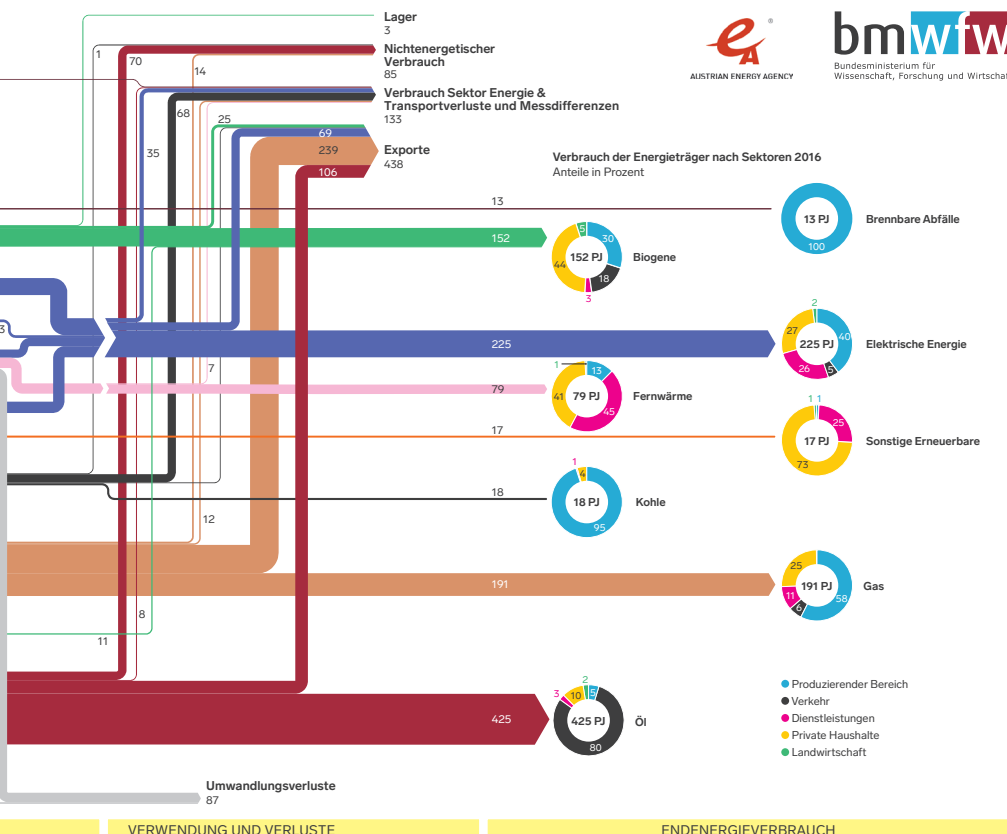 Lager
3
Nichtenergetischer
Verbrauch
85
Verbrauch Sektor Energie &
Transportverluste und Messdifferenzen
133
Exporte
438
AUSTRIAN ENERGY AGENCY
®
bmwfw
Bundesministerium für
Wissenschaft, Forschung und Wirtschaf
1
70
14
68
25
35
69
239
106
Verbrauch der Energieträger nach Sektoren 2016
Anteile in Prozent
13
13 PJ
100
Brennbare Abfälle
152
5
30
44
152 PJ
18
3
Biogene
3
225
2
27
40
225 PJ
26
5
Elektrische Energie
7
79
1
13
41
79 PJ
45
Fernwärme
17
1 1
25
17 PJ
73
Sonstige Erneuerbare
18
1
4
18 PJ
95
Kohle
12
191
25
191 PJ
11
6
58
Gas
8
11
425
2
3
10
5
425 PJ
80
Öl
Produzierender Bereich
Verkehr
Dienstleistungen
Private Haushalte
Landwirtschaft
Umwandlungsverluste
87
VERWENDUNG UND VERLUSTE
ENDENERGIEVERBRAUCH